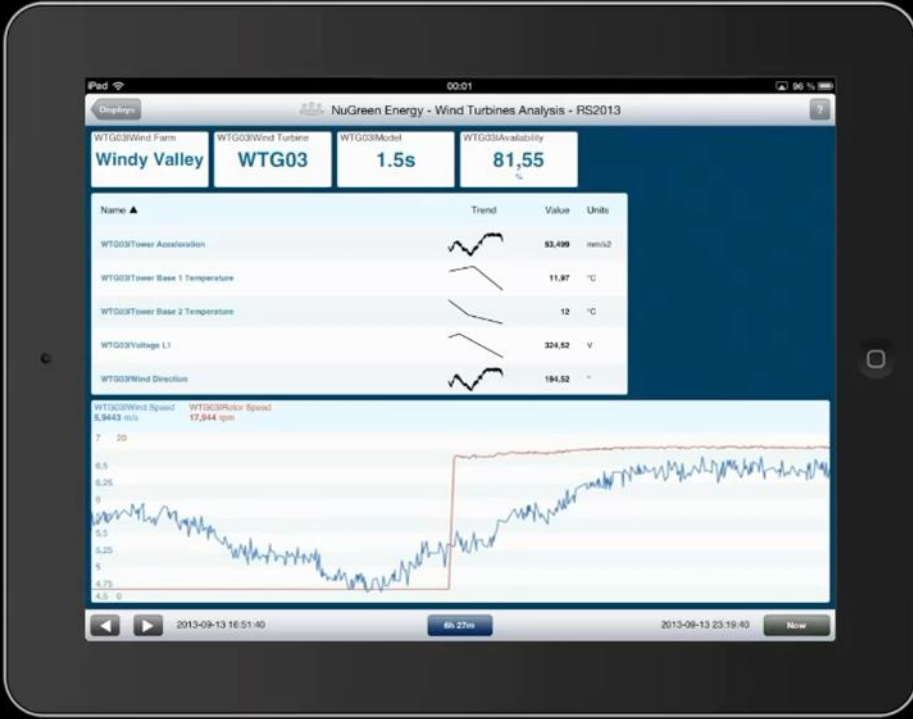 iPad
00:01
96 %
Displays
NuGreen Energy - Wind Turbines Analysis - RS2013
?
WTG03|Wind Farm
Windy Valley
WTG03|Wind Turbine
WTG03
WTG03|Model
1.5s
WTG03|Availability
81,55
%
Name ▲ Trend Value Units
WTG03|Tower Acceleration 53,499 mm/s2
WTG03|Tower Base 1 Temperature 11,97 °C
WTG03|Tower Base 2 Temperature 12 °C
WTG03|Voltage L1 324,52 V
WTG03|Wind Direction 194,52 °
WTG03|Wind Speed WTG03|Rotor Speed
5,9443 m/s 17,944 rpm
7 20
6,5
6,25
6
5,5
5,25
5
4,75
4,5 0
2013-09-13 16:51:40
6h 27m
2013-09-13 23:19:40
Now